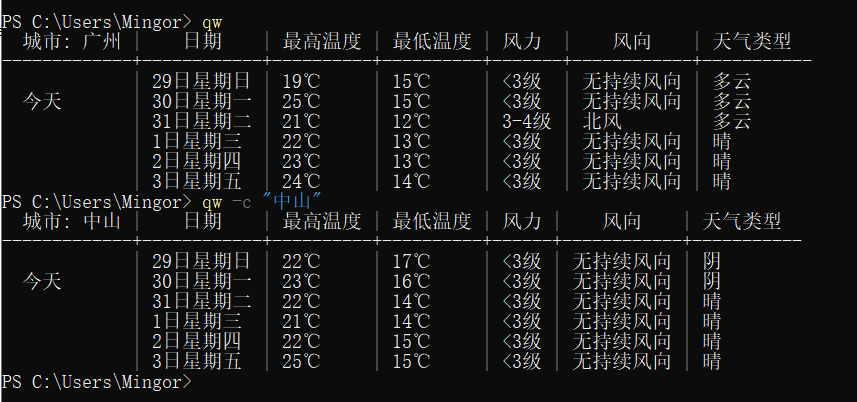 PS C:\Users\Mingor> qw
城市: 广州 | 日期 | 最高温度 | 最低温度 | 风力 | 风向 | 天气类型
-------------+------------+----------+----------+-------+------------+-----------
| 29日星期日 | 19℃ | 15℃ | <3级 | 无持续风向 | 多云
今天 | 30日星期一 | 25℃ | 15℃ | <3级 | 无持续风向 | 多云
| 31日星期二 | 21℃ | 12℃ | 3-4级 | 北风 | 多云
| 1日星期三 | 22℃ | 13℃ | <3级 | 无持续风向 | 晴
| 2日星期四 | 23℃ | 13℃ | <3级 | 无持续风向 | 晴
| 3日星期五 | 24℃ | 14℃ | <3级 | 无持续风向 | 晴
PS C:\Users\Mingor> qw -c "中山"
城市: 中山 | 日期 | 最高温度 | 最低温度 | 风力 | 风向 | 天气类型
-------------+------------+----------+----------+------+------------+-----------
| 29日星期日 | 22℃ | 17℃ | <3级 | 无持续风向 | 阴
今天 | 30日星期一 | 23℃ | 16℃ | <3级 | 无持续风向 | 阴
| 31日星期二 | 22℃ | 14℃ | <3级 | 无持续风向 | 晴
| 1日星期三 | 21℃ | 14℃ | <3级 | 无持续风向 | 晴
| 2日星期四 | 22℃ | 15℃ | <3级 | 无持续风向 | 晴
| 3日星期五 | 25℃ | 15℃ | <3级 | 无持续风向 | 晴
PS C:\Users\Mingor>